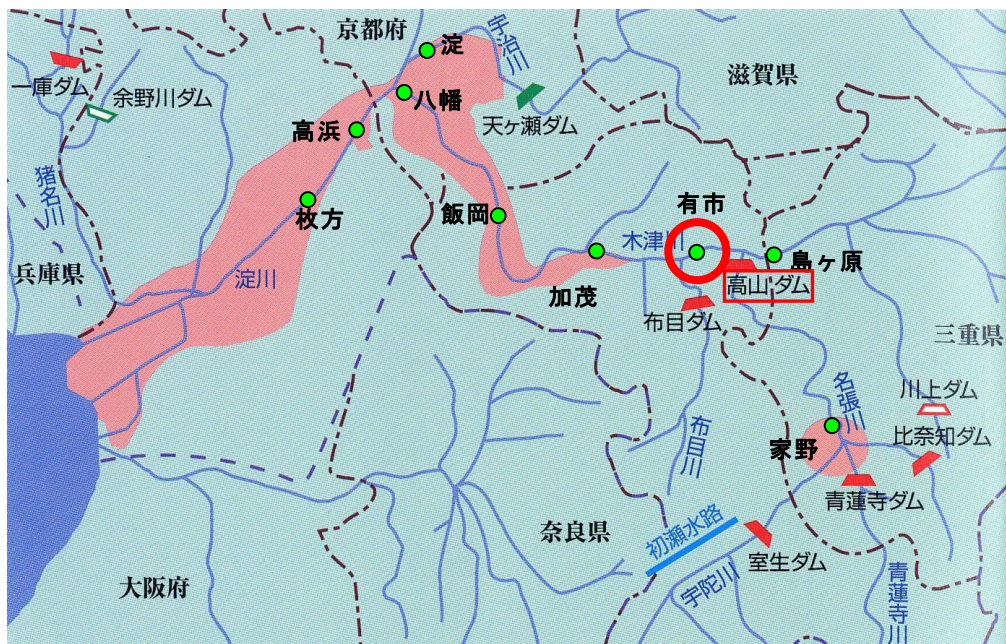 京都府
淀
宇治川
滋賀県
一庫ダム
余野川ダム
八幡
天ヶ瀬ダム
高浜
猪名川
枚方
飯岡
有市
木津川
島ヶ原
兵庫県
淀川
加茂
高山ダム
布目ダム
三重県
名張川
川上ダム
比奈知ダム
布目川
家野
青蓮寺ダム
奈良県
初瀬水路
室生ダム
宇陀川
青蓮寺川
大阪府